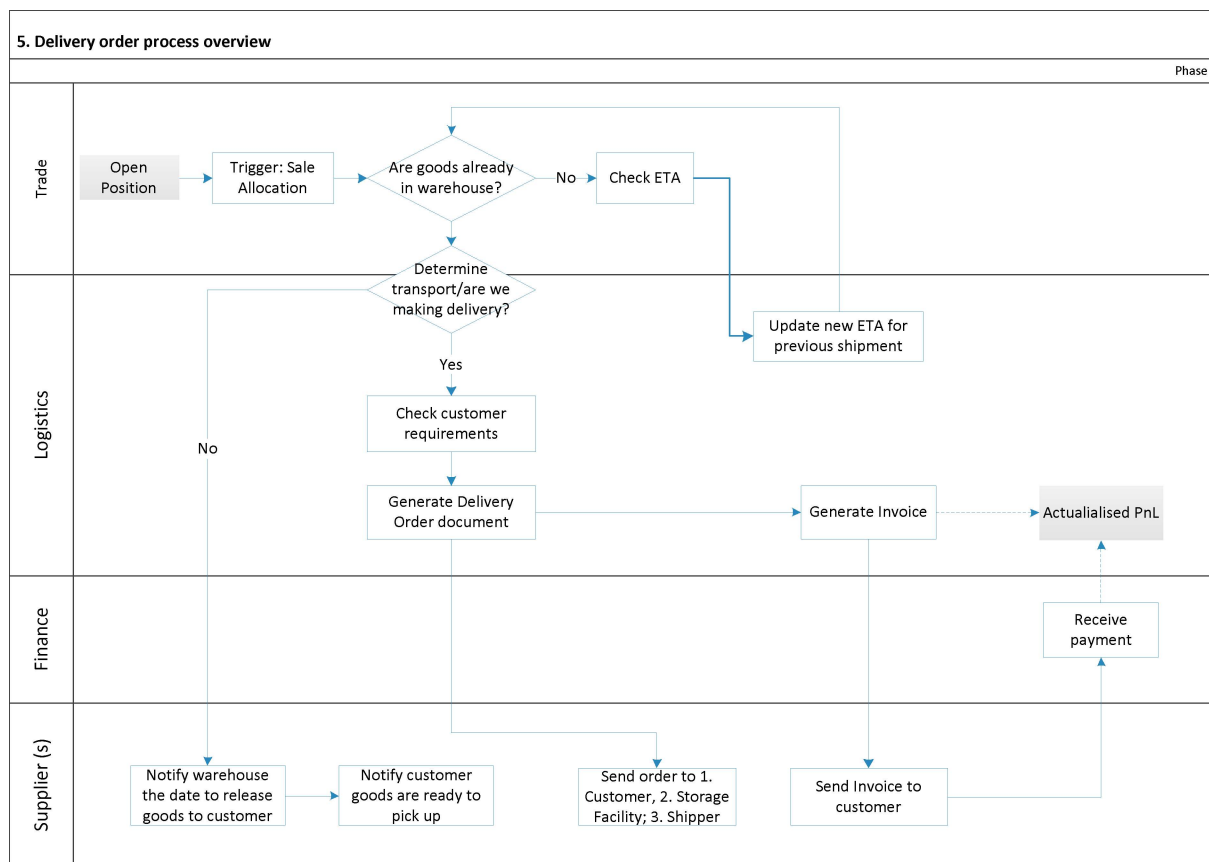 5. Delivery order process overview
Phase
Trade
Open
Position
Trigger: Sale
Allocation
Are goods already
in warehouse?
No
Check ETA
Determine
transport/are we
making delivery?
Logistics
Update new ETA for
previous shipment
Yes
Check customer
requirements
No
Generate Delivery
Order document
Generate Invoice
Actualialised PnL
Finance
Receive
payment
Supplier (s)
Notify warehouse
the date to release
goods to customer
Notify customer
goods are ready to
pick up
Send order to 1.
Customer, 2. Storage
Facility; 3. Shipper
Send Invoice to
customer